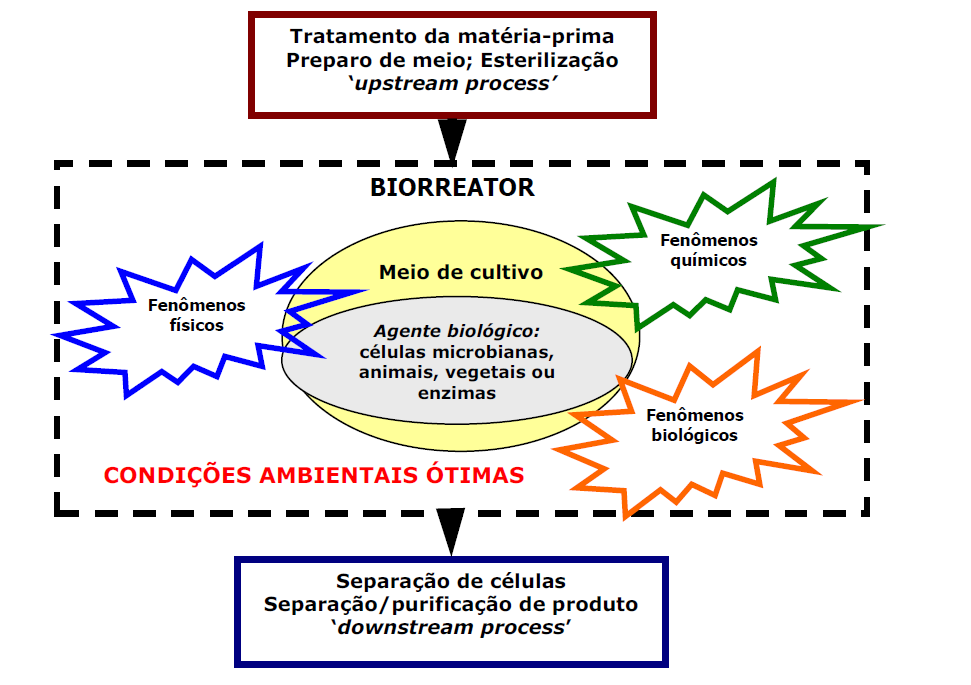 Tratamento da matéria-prima
Preparo de meio; Esterilização
‘upstream process’
BIORREATOR
Fenômenos
químicos
Meio de cultivo
Fenômenos
físicos
Agente biológico:
células microbianas,
animais, vegetais ou
enzimas
Fenômenos
biológicos
CONDIÇÕES AMBIENTAIS ÓTIMAS
Separação de células
Separação/purificação de produto
‘downstream process’